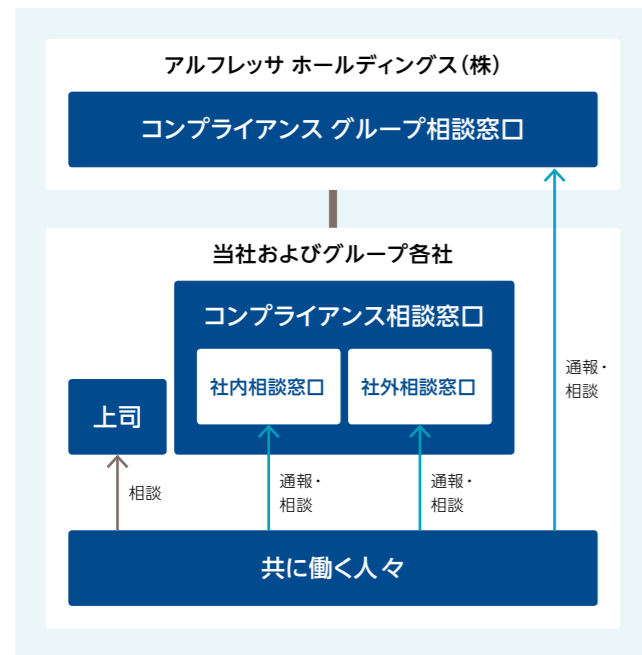 アルフレッサ ホールディングス(株)
コンプライアンス グループ相談窓口
当社およびグループ各社
コンプライアンス相談窓口
社内相談窓口
社外相談窓口
上司
通報・
相談
相談
通報・
相談
通報・
相談
共に働く人々